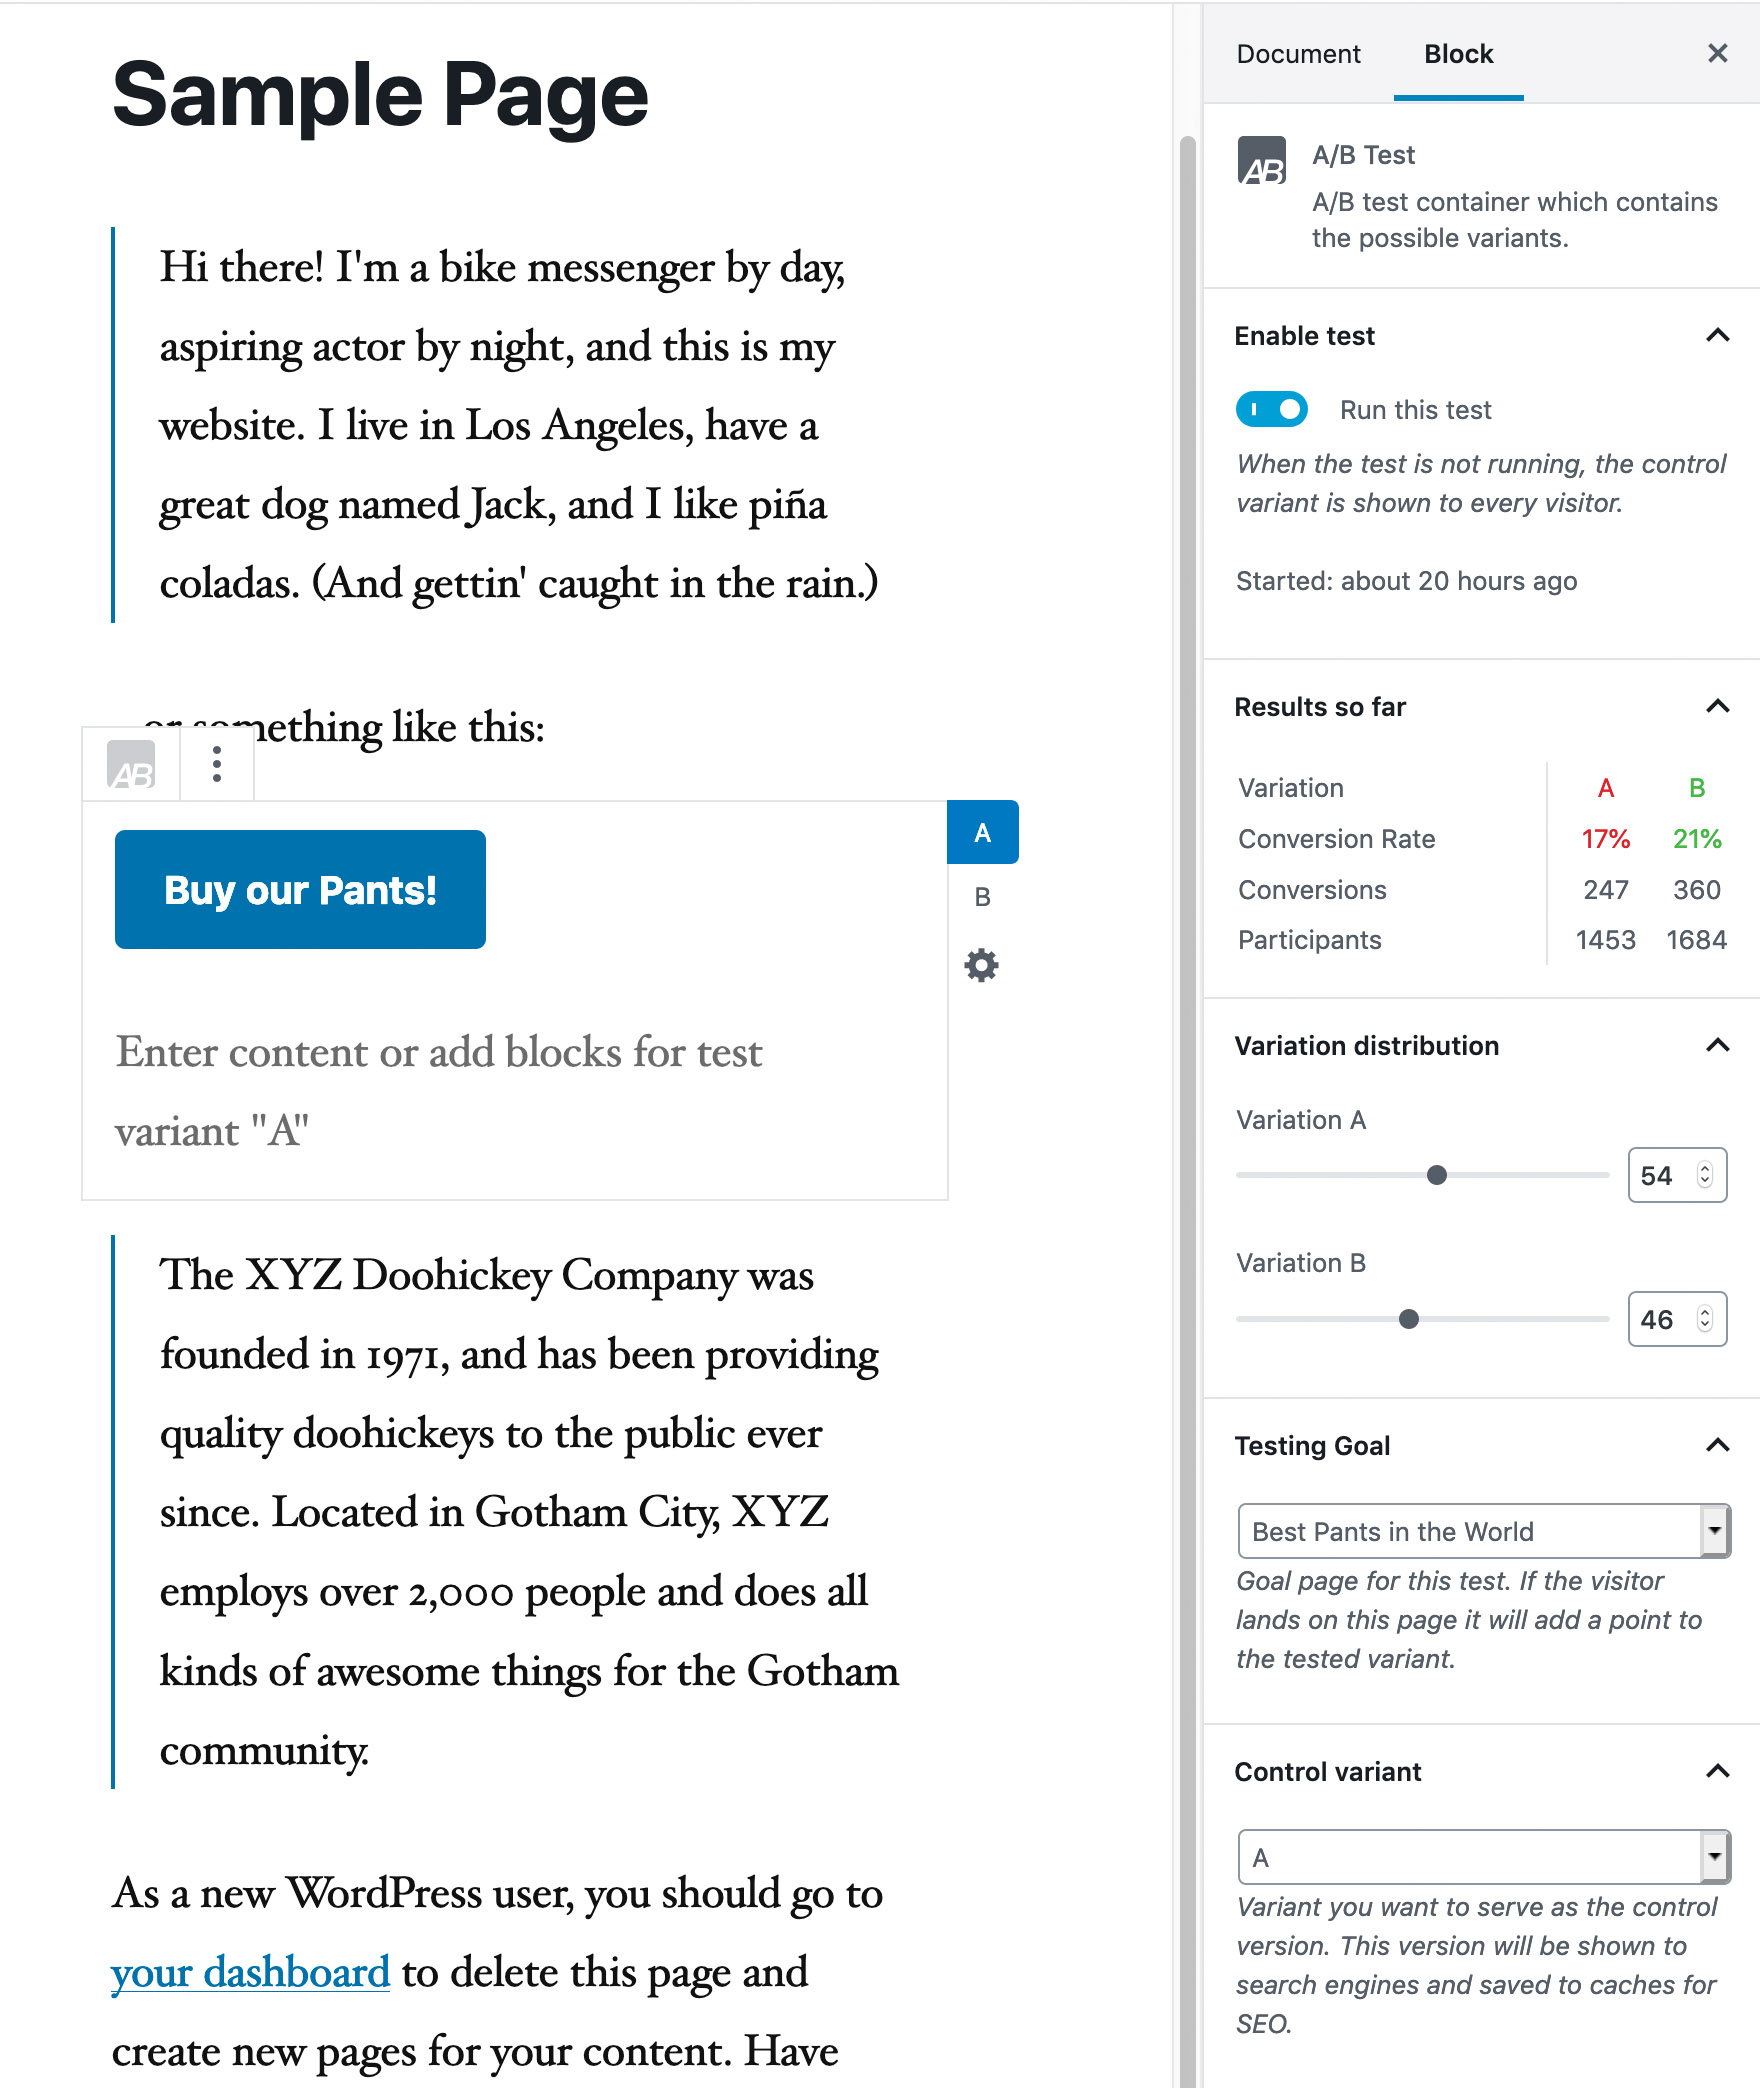 Sample Page
Hi there! I'm a bike messenger by day,
aspiring actor by night, and this is my
website. I live in Los Angeles, have a
great dog named Jack, and I like piña
coladas. (And gettin' caught in the rain.)
or something like this:
AB
Buy our Pants!
A
B
Enter content or add blocks for test
variant "A"
The XYZ Doohickey Company was
founded in 1971, and has been providing
quality doohickeys to the public ever
since. Located in Gotham City, XYZ
employs over 2,000 people and does all
kinds of awesome things for the Gotham
community.
As a new WordPress user, you should go to
your dashboard to delete this page and
create new pages for your content. Have
Document Block
AB
A/B Test
A/B test container which contains
the possible variants.
Enable test
Run this test
When the test is not running, the control
variant is shown to every visitor.
Started: about 20 hours ago
Results so far
Variation A B
Conversion Rate 17% 21%
Conversions 247 360
Participants 1453 1684
Variation distribution
Variation A
54
Variation B
46
Testing Goal
Best Pants in the World
Goal page for this test. If the visitor
lands on this page it will add a point to
the tested variant.
Control variant
A
Variant you want to serve as the control
version. This version will be shown to
search engines and saved to caches for
SEO.